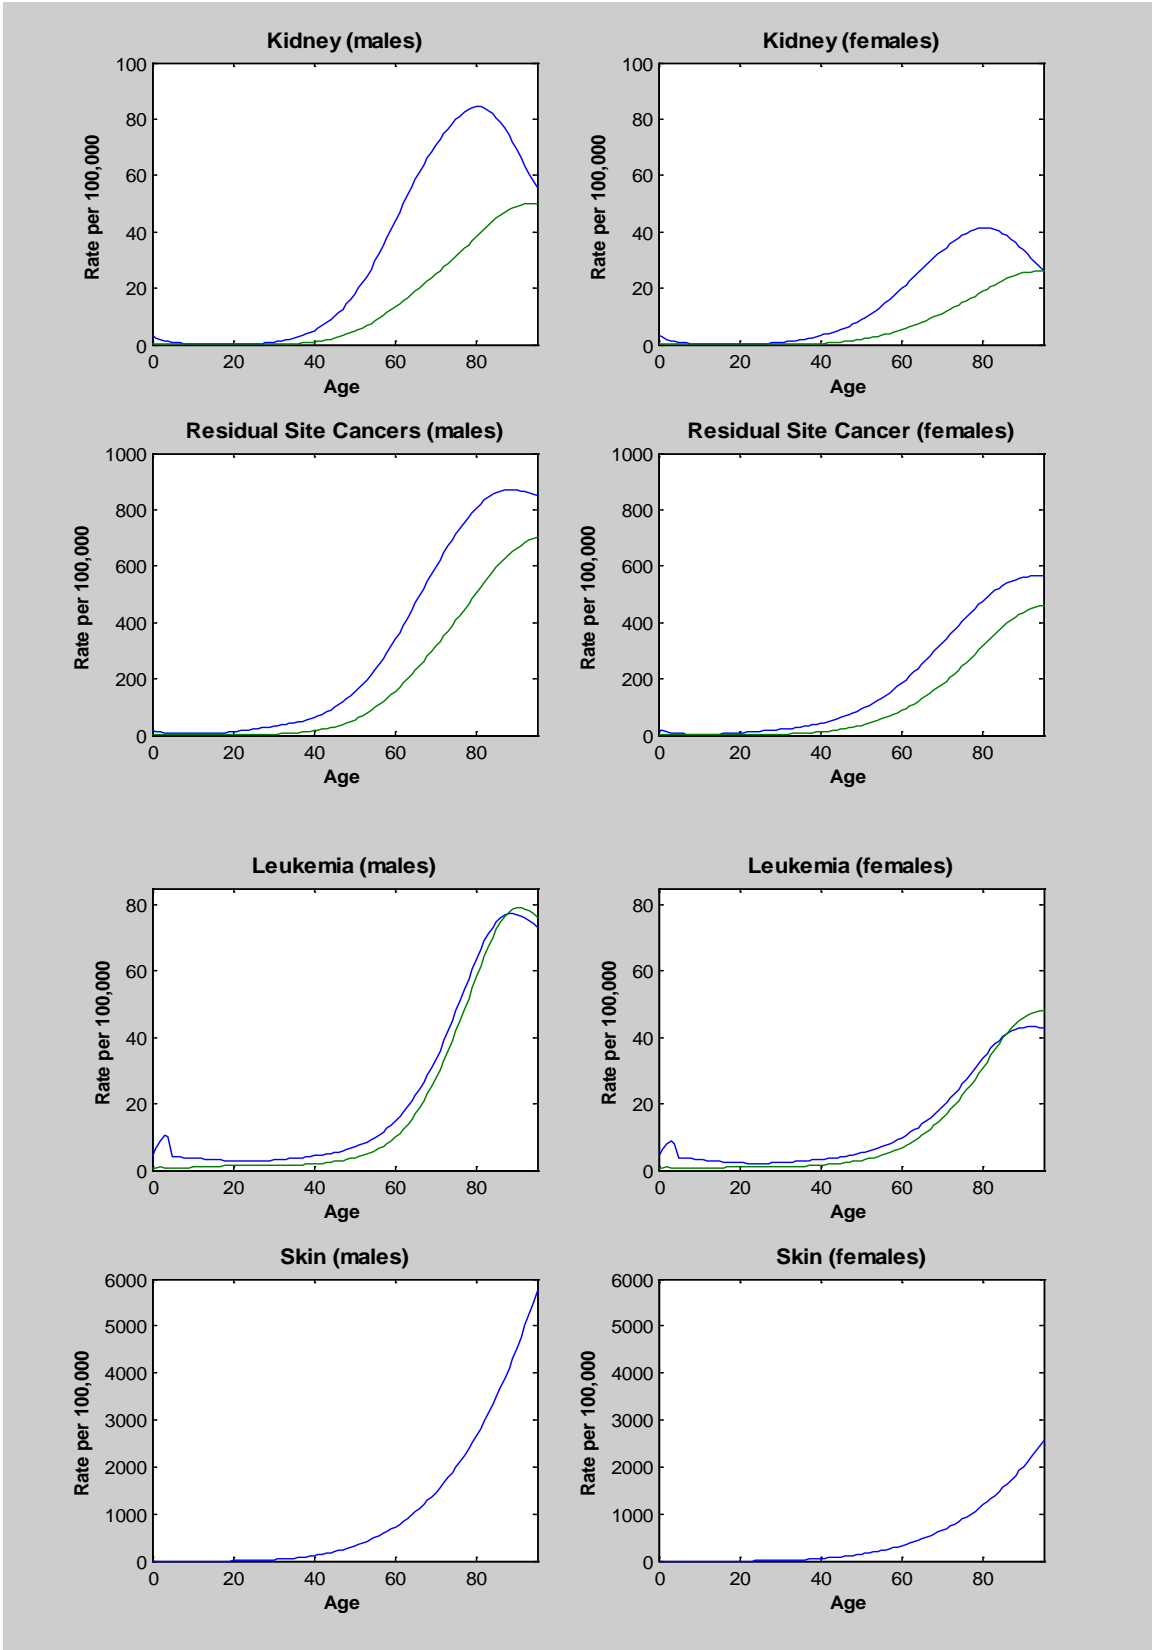 Kidney (males)
100
80
60
40
20
0
0 20 40 60 80
Rate per 100,000
Age
Kidney (females)
100
80
60
40
20
0
0 20 40 60 80
Rate per 100,000
Age
Residual Site Cancers (males)
1000
800
600
400
200
0
0 20 40 60 80
Rate per 100,000
Age
Residual Site Cancer (females)
1000
800
600
400
200
0
0 20 40 60 80
Rate per 100,000
Age
Leukemia (males)
80
60
40
20
0
0 20 40 60 80
Rate per 100,000
Age
Leukemia (females)
80
60
40
20
0
0 20 40 60 80
Rate per 100,000
Age
Skin (males)
6000
5000
4000
3000
2000
1000
0
0 20 40 60 80
Rate per 100,000
Age
Skin (females)
6000
5000
4000
3000
2000
1000
0
0 20 40 60 80
Rate per 100,000
Age